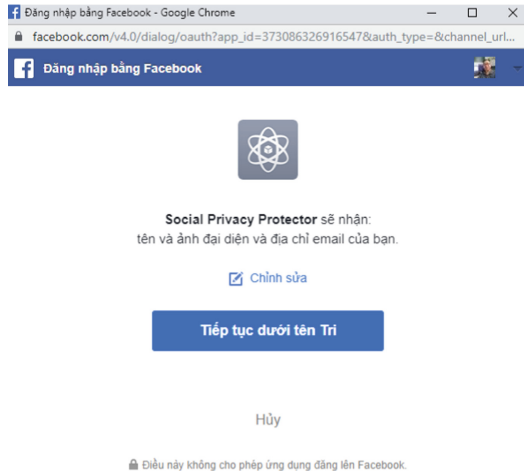 Đăng nhập bằng Facebook - Google Chrome
facebook.com/v4.0/dialog/oauth?app_id=373086326916547&auth_type=&channel_url...
Đăng nhập bằng Facebook
Social Privacy Protector sẽ nhận:
tên và ảnh đại diện và địa chỉ email của bạn.
Chỉnh sửa
Tiếp tục dưới tên Tri
Hủy
Điều này không cho phép ứng dụng đăng lên Facebook.